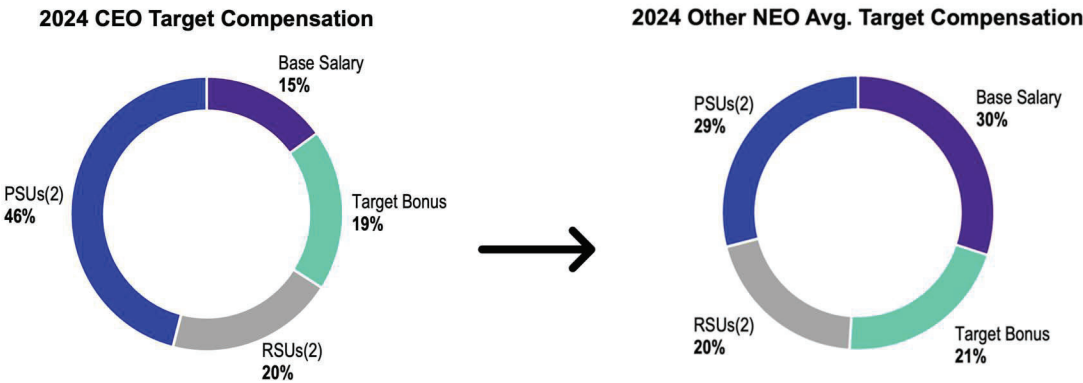 2024 CEO Target Compensation
Base Salary
15%
Target Bonus
19%
RSUs(2)
20%
PSUs(2)
46%
2024 Other NEO Avg. Target Compensation
Base Salary
30%
Target Bonus
21%
RSUs(2)
20%
PSUs(2)
29%